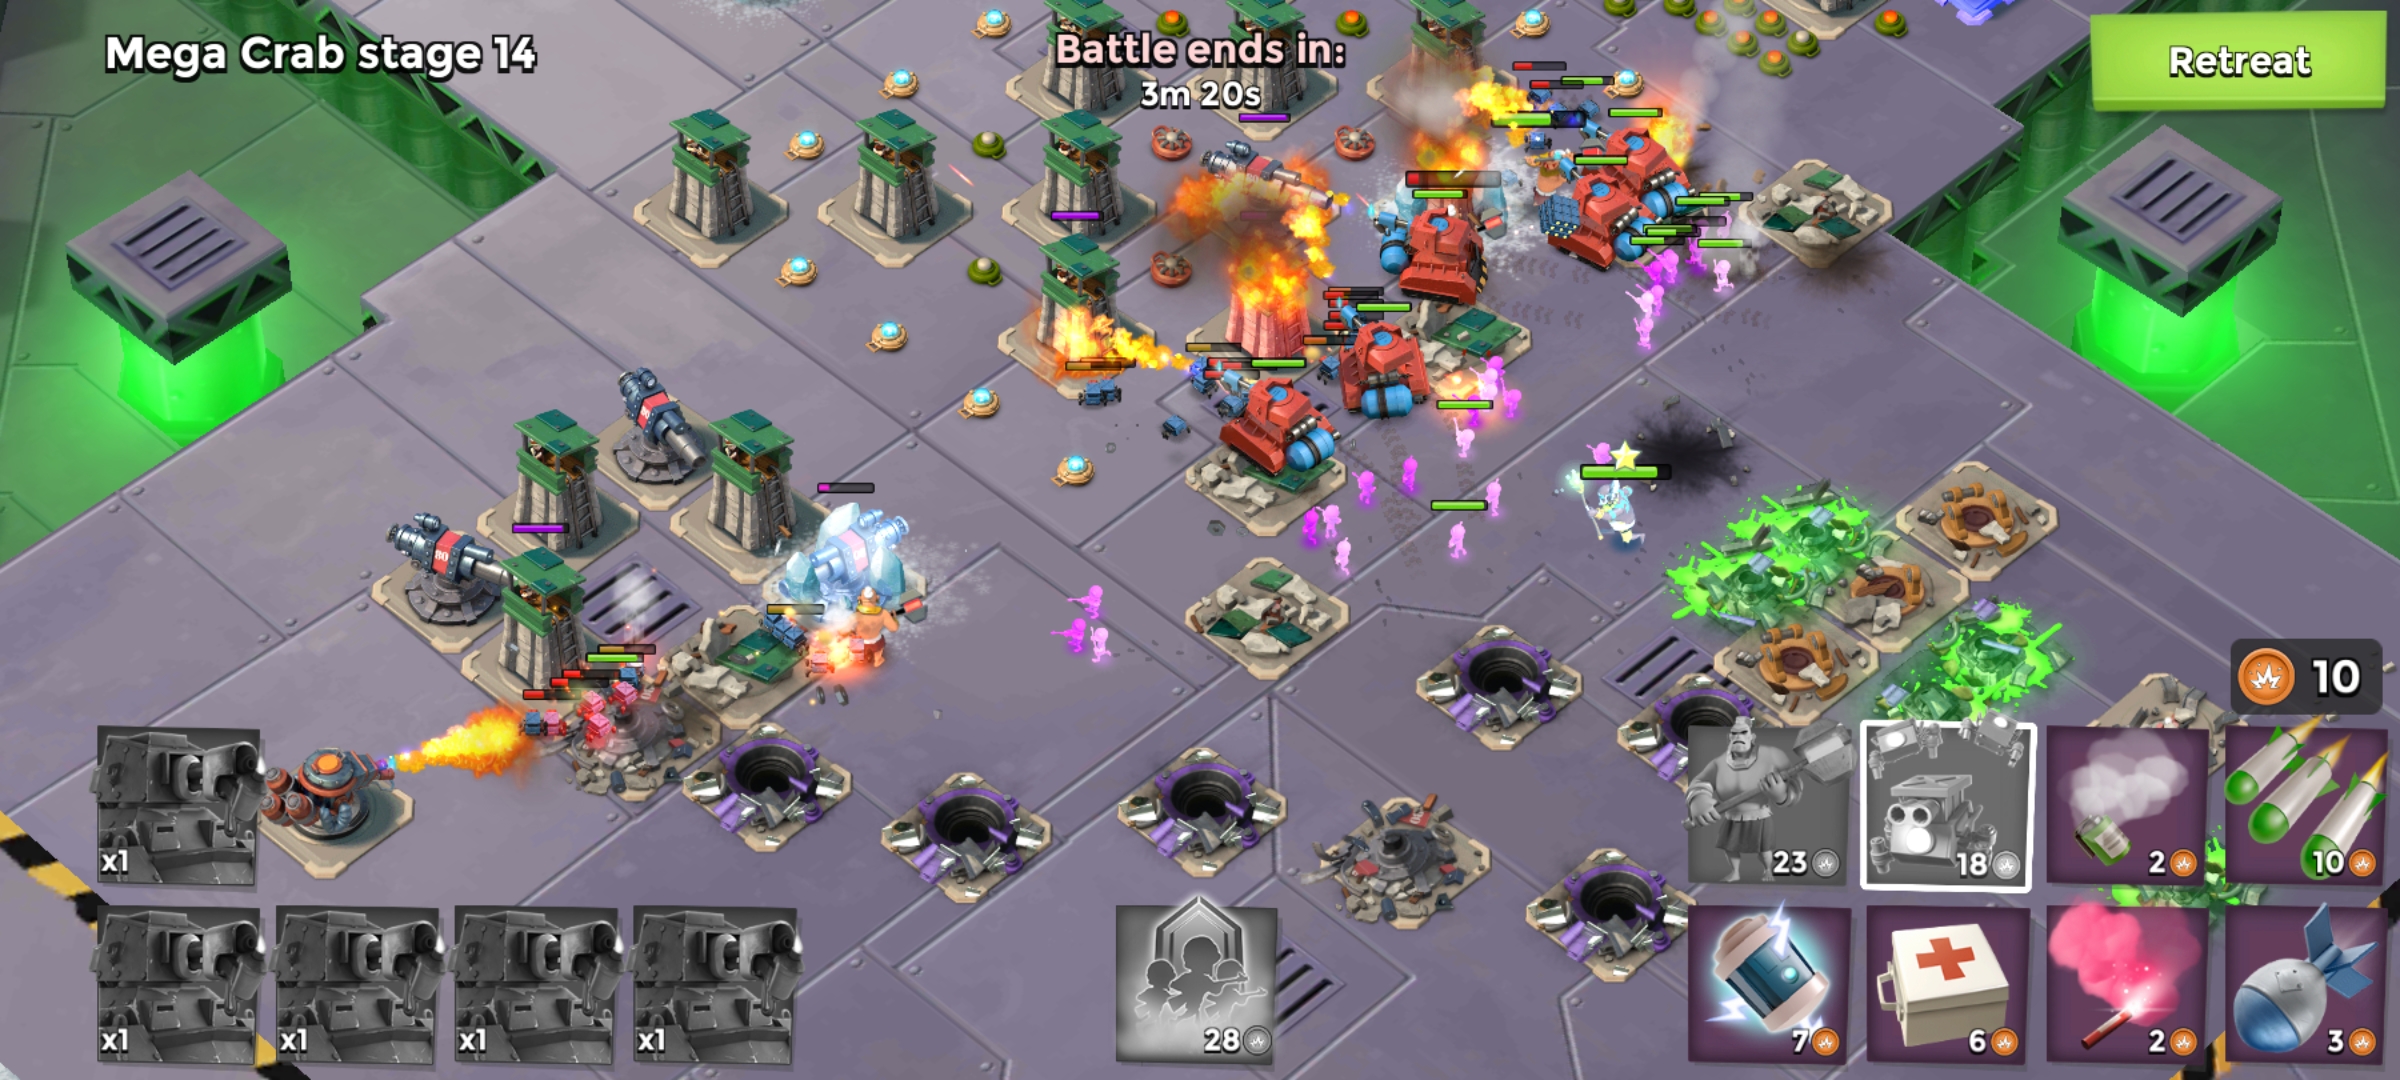 Mega Crab stage 14
Battle ends in:
3m 20s
Retreat
10
x1
23
18
2
10
x1
x1
x1
x1
28
7
6
2
3